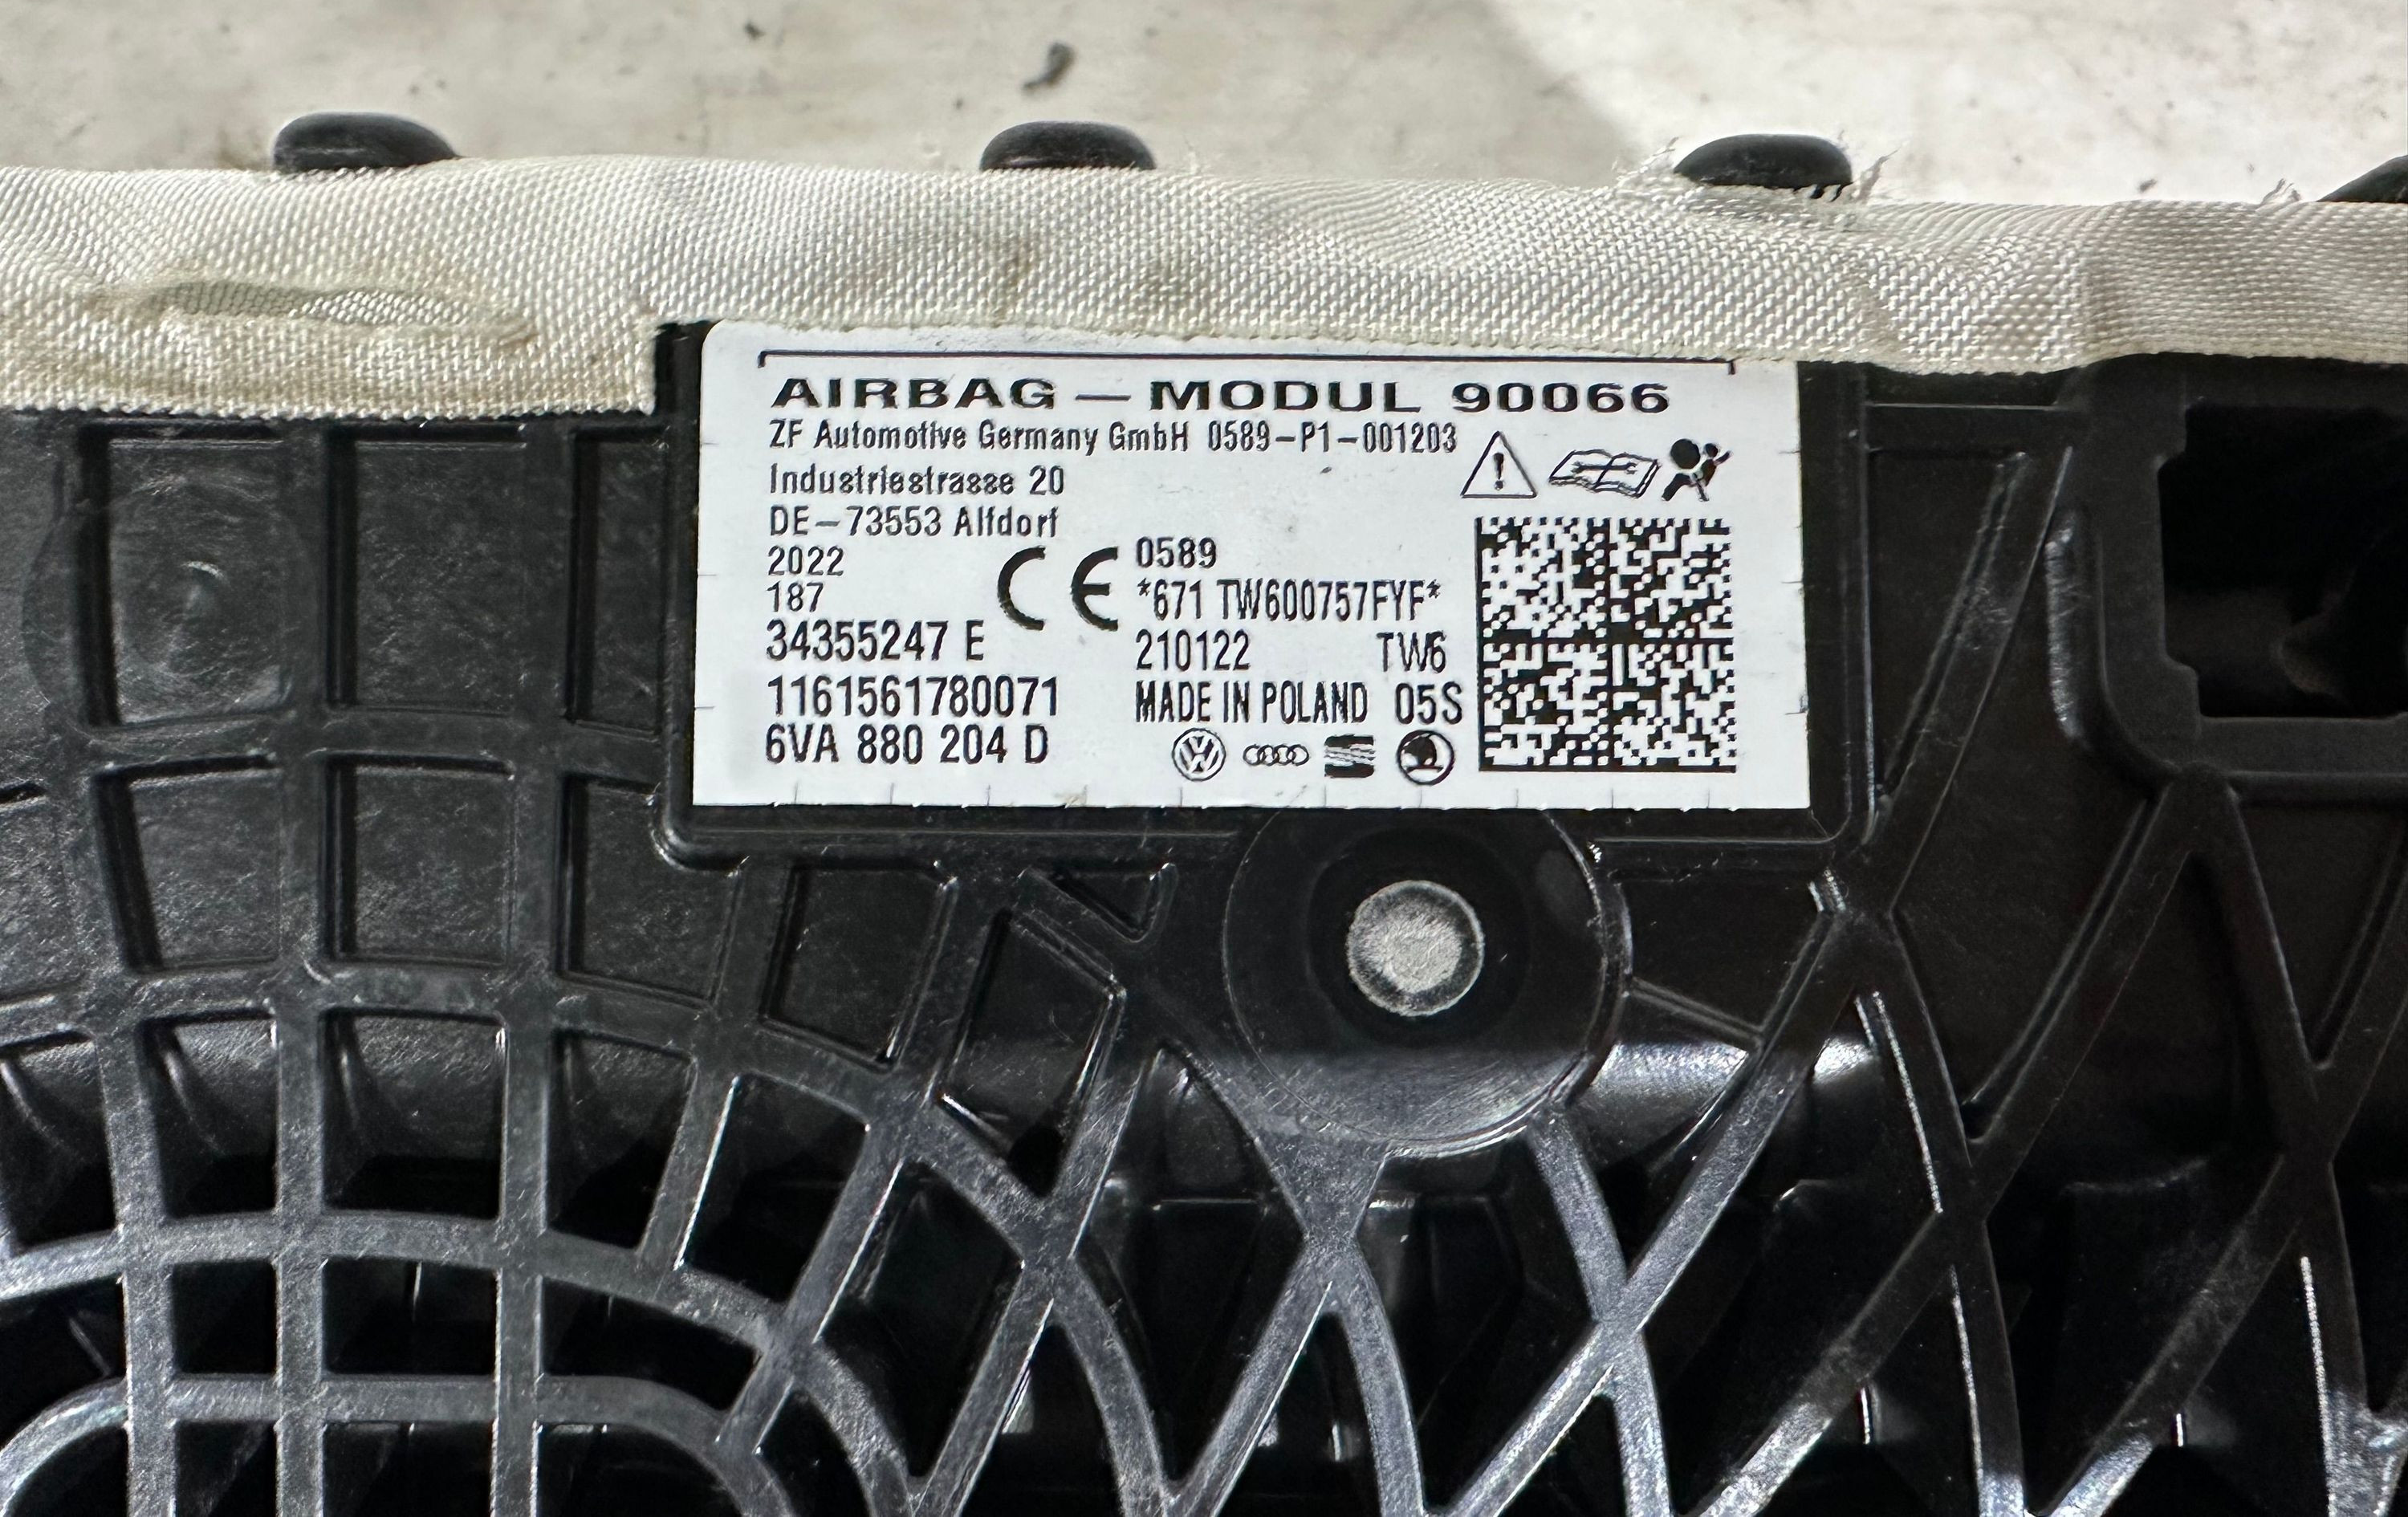 AIRBAG – MODUL 90066
ZF Automotive Germany GmbH 0589-P1-001203
Industriestrasse 20
DE-73553 Alfdorf
2022
187
34355247 E
1161561780071
6VA 880 204 D
CE 0589
*671 TW600757FYF*
210122 TW6
MADE IN POLAND 05S